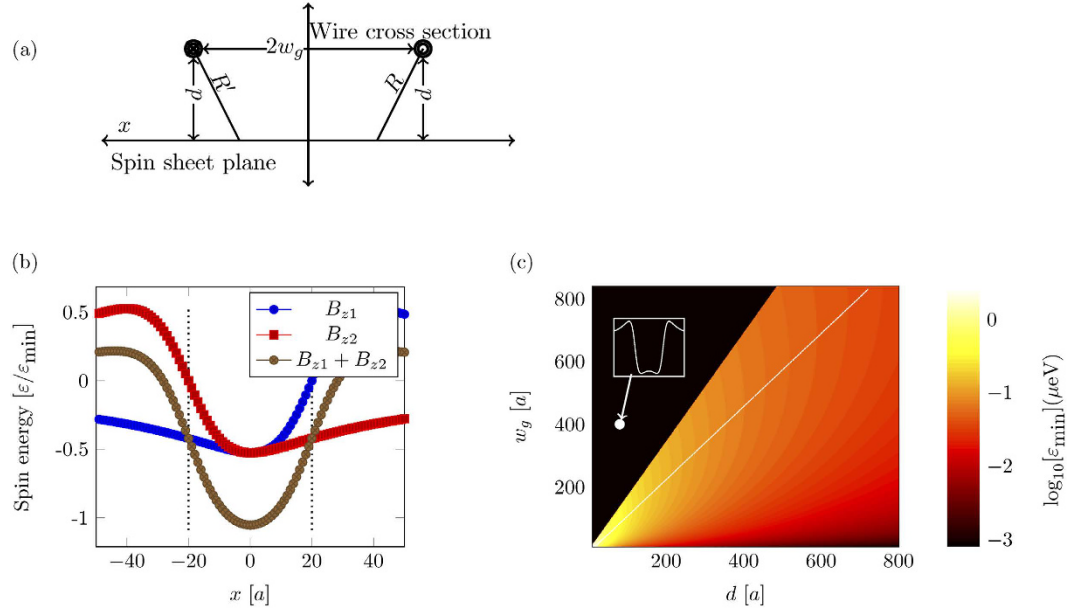 (a)
Wire cross section
2w_g
d
R′
R
d
x
Spin sheet plane
(b)
Spin energy [ε/ε_min]
0.5
0
-0.5
-1
B_z1
B_z2
B_z1 + B_z2
−40 −20 0 20 40
x [a]
(c)
w_g [a]
800
600
400
200
200 400 600 800
d [a]
0
−1
−2
−3
log_10[ε_min](μeV)